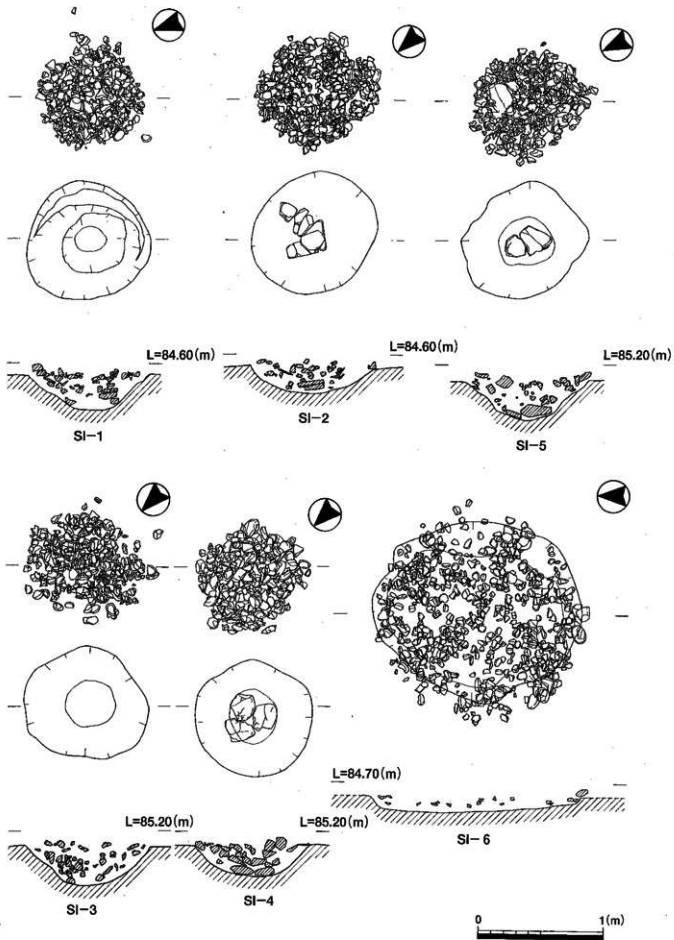 L=84.60(m)
SI-1
L=84.60(m)
SI-2
L=85.20(m)
SI-5
L=85.20(m)
SI-3
L=85.20(m)
SI-4
L=84.70(m)
SI-6
0 1(m)